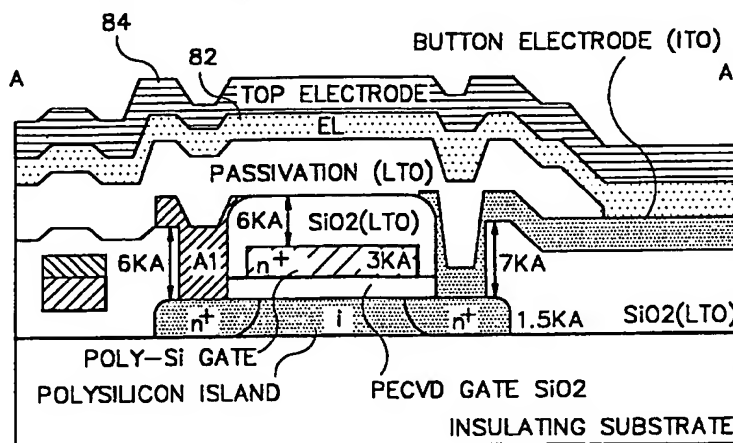 84
BUTTON ELECTRODE (ITO)
A
82
A
TOP ELECTRODE
EL
PASSIVATION (LTO)
6KA
SiO2(LTO)
6KA
A1
n+
3KA
7KA
n+
i
n+
1.5KA
SiO2(LTO)
POLY-Si GATE
POLYSILICON ISLAND
PECVD GATE SiO2
INSULATING SUBSTRATE